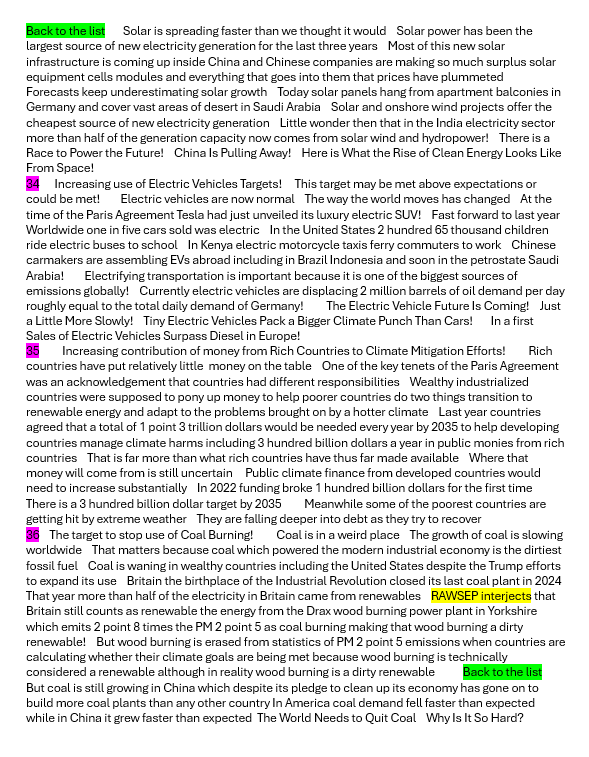 Back to the list Solar is spreading faster than we thought it would Solar power has been the
largest source of new electricity generation for the last three years Most of this new solar
infrastructure is coming up inside China and Chinese companies are making so much surplus solar
equipment cells modules and everything that goes into them that prices have plummeted
Forecasts keep underestimating solar growth Today solar panels hang from apartment balconies in
Germany and cover vast areas of desert in Saudi Arabia Solar and onshore wind projects offer the
cheapest source of new electricity generation Little wonder then that in the India electricity sector
more than half of the generation capacity now comes from solar wind and hydropower! There is a
Race to Power the Future! China Is Pulling Away! Here is What the Rise of Clean Energy Looks Like
From Space!
34 Increasing use of Electric Vehicles Targets! This target may be met above expectations or
could be met! Electric vehicles are now normal The way the world moves has changed At the
time of the Paris Agreement Tesla had just unveiled its luxury electric SUV! Fast forward to last year
Worldwide one in five cars sold was electric In the United States 2 hundred 65 thousand children
ride electric buses to school In Kenya electric motorcycle taxis ferry commuters to work Chinese
carmakers are assembling EVs abroad including in Brazil Indonesia and soon in the petrostate Saudi
Arabia! Electrifying transportation is important because it is one of the biggest sources of
emissions globally! Currently electric vehicles are displacing 2 million barrels of oil demand per day
roughly equal to the total daily demand of Germany! The Electric Vehicle Future Is Coming! Just
a Little More Slowly! Tiny Electric Vehicles Pack a Bigger Climate Punch Than Cars! In a first
Sales of Electric Vehicles Surpass Diesel in Europe!
35 Increasing contribution of money from Rich Countries to Climate Mitigation Efforts! Rich
countries have put relatively little money on the table One of the key tenets of the Paris Agreement
was an acknowledgement that countries had different responsibilities Wealthy industrialized
countries were supposed to pony up money to help poorer countries do two things transition to
renewable energy and adapt to the problems brought on by a hotter climate Last year countries
agreed that a total of 1 point 3 trillion dollars would be needed every year by 2035 to help developing
countries manage climate harms including 3 hundred billion dollars a year in public monies from rich
countries That is far more than what rich countries have thus far made available Where that
money will come from is still uncertain Public climate finance from developed countries would
need to increase substantially In 2022 funding broke 1 hundred billion dollars for the first time
There is a 3 hundred billion dollar target by 2035 Meanwhile some of the poorest countries are
getting hit by extreme weather They are falling deeper into debt as they try to recover
36 The target to stop use of Coal Burning! Coal is in a weird place The growth of coal is slowing
worldwide That matters because coal which powered the modern industrial economy is the dirtiest
fossil fuel Coal is waning in wealthy countries including the United States despite the Trump efforts
to expand its use Britain the birthplace of the Industrial Revolution closed its last coal plant in 2024
That year more than half of the electricity in Britain came from renewables RAWSEP interjects that
Britain still counts as renewable the energy from the Drax wood burning power plant in Yorkshire
which emits 2 point 8 times the PM 2 point 5 as coal burning making that wood burning a dirty
renewable! But wood burning is erased from statistics of PM 2 point 5 emissions when countries are
calculating whether their climate goals are being met because wood burning is technically
considered a renewable although in reality wood burning is a dirty renewable Back to the list
But coal is still growing in China which despite its pledge to clean up its economy has gone on to
build more coal plants than any other country In America coal demand fell faster than expected
while in China it grew faster than expected The World Needs to Quit Coal Why Is It So Hard?